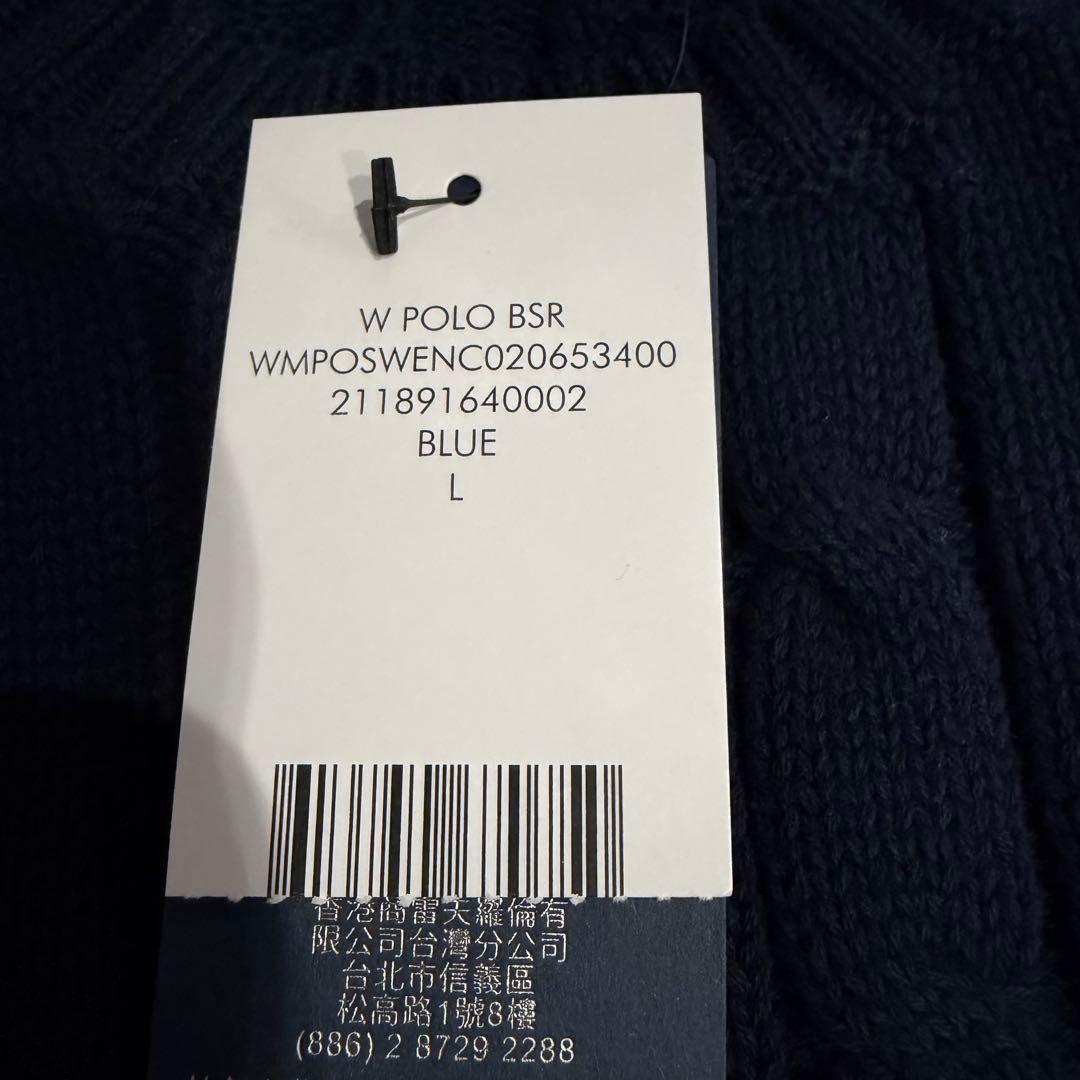 W POLO BSR
WMPOSWENC020653400
211891640002
BLUE
L
香港商雷夫羅倫有
限公司台灣分公司
台北市信義區
松高路1號8樓
(886) 2 8729 2288